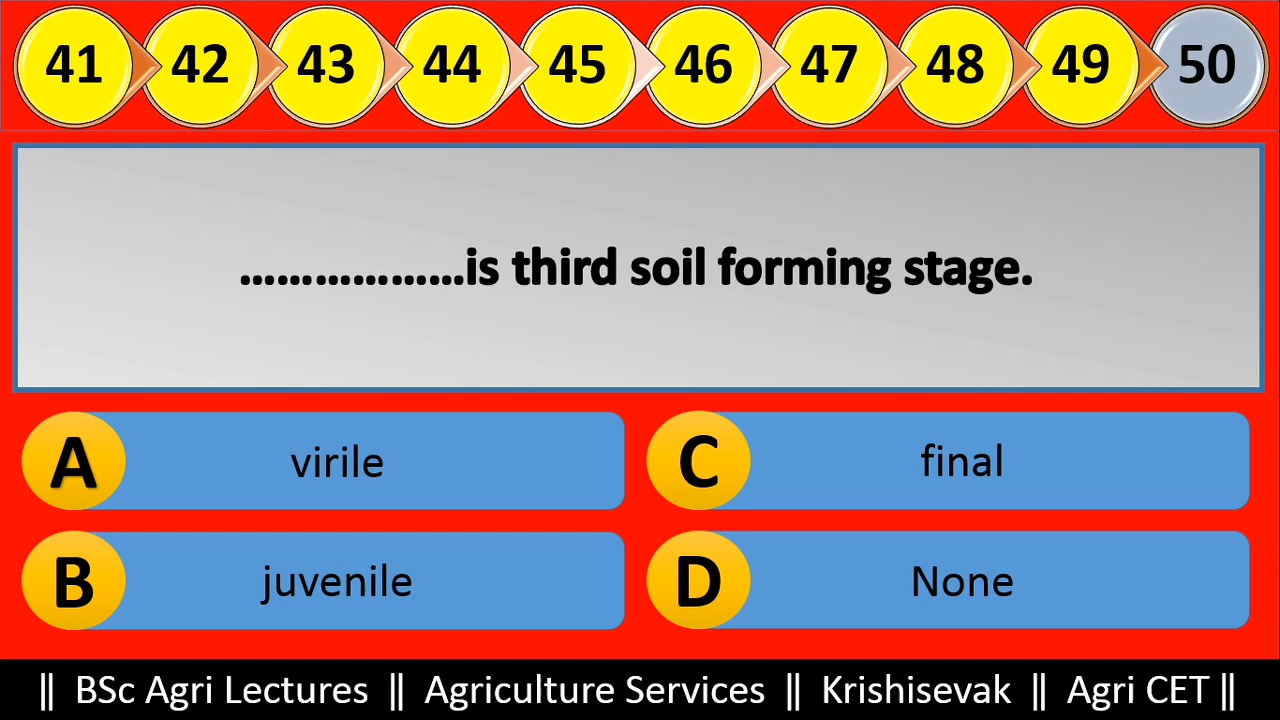 41 42 43 44 45 46 47 48 49 50
..................is third soil forming stage.
A virile
C final
B juvenile
D None
|| BSc Agri Lectures || Agriculture Services || Krishisevak || Agri CET ||